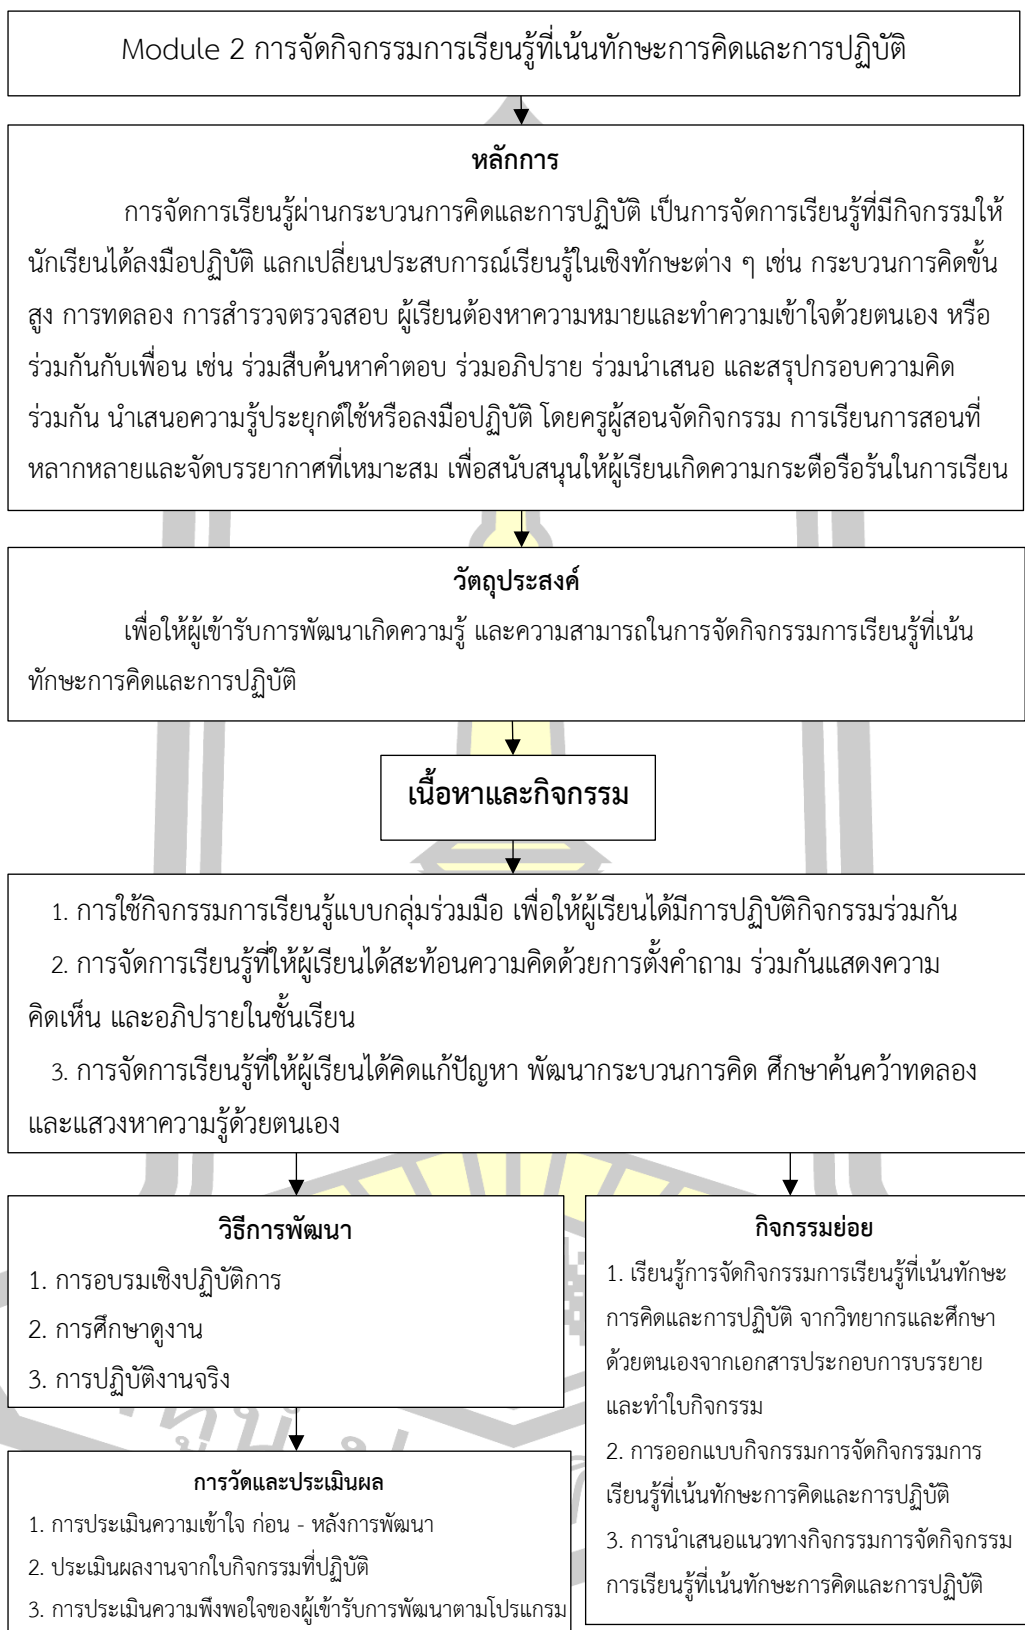 Module 2 การจัดกิจกรรมการเรียนรู้ที่เน้นทักษะการคิดและการปฏิบัติ
หลักการ
การจัดการเรียนรู้ผ่านกระบวนการคิดและการปฏิบัติ เป็นการจัดการเรียนรู้ที่มีกิจกรรมให้
นักเรียนได้ลงมือปฏิบัติ แลกเปลี่ยนประสบการณ์เรียนรู้ในเชิงทักษะต่าง ๆ เช่น กระบวนการคิดขั้น
สูง การทดลอง การสำรวจตรวจสอบ ผู้เรียนต้องหาความหมายและทำความเข้าใจด้วยตนเอง หรือ
ร่วมกันกับเพื่อน เช่น ร่วมสืบค้นหาคำตอบ ร่วมอภิปราย ร่วมนำเสนอ และสรุปกรอบความคิด
ร่วมกัน นำเสนอความรู้ประยุกต์ใช้หรือลงมือปฏิบัติ โดยครูผู้สอนจัดกิจกรรม การเรียนการสอนที่
หลากหลายและจัดบรรยากาศที่เหมาะสม เพื่อสนับสนุนให้ผู้เรียนเกิดความกระตือรือร้นในการเรียน
วัตถุประสงค์
เพื่อให้ผู้เข้ารับการพัฒนาเกิดความรู้ และความสามารถในการจัดกิจกรรมการเรียนรู้ที่เน้น
ทักษะการคิดและการปฏิบัติ
เนื้อหาและกิจกรรม
1. การใช้กิจกรรมการเรียนรู้แบบกลุ่มร่วมมือ เพื่อให้ผู้เรียนได้มีการปฏิบัติกิจกรรมร่วมกัน
2. การจัดการเรียนรู้ที่ให้ผู้เรียนได้สะท้อนความคิดด้วยการตั้งคำถาม ร่วมกันแสดงความ
คิดเห็น และอภิปรายในชั้นเรียน
3. การจัดการเรียนรู้ที่ให้ผู้เรียนได้คิดแก้ปัญหา พัฒนากระบวนการคิด ศึกษาค้นคว้าทดลอง
และแสวงหาความรู้ด้วยตนเอง
วิธีการพัฒนา
1. การอบรมเชิงปฏิบัติการ
2. การศึกษาดูงาน
3. การปฏิบัติงานจริง
การวัดและประเมินผล
1. การประเมินความเข้าใจ ก่อน - หลังการพัฒนา
2. ประเมินผลงานจากใบกิจกรรมที่ปฏิบัติ
3. การประเมินความพึงพอใจของผู้เข้ารับการพัฒนาตามโปรแกรม
กิจกรรมย่อย
1. เรียนรู้การจัดกิจกรรมการเรียนรู้ที่เน้นทักษะ
การคิดและการปฏิบัติ จากวิทยากรและศึกษา
ด้วยตนเองจากเอกสารประกอบการบรรยาย
และทำใบกิจกรรม
2. การออกแบบกิจกรรมการจัดกิจกรรมการ
เรียนรู้ที่เน้นทักษะการคิดและการปฏิบัติ
3. การนำเสนอแนวทางกิจกรรมการจัดกิจกรรม
การเรียนรู้ที่เน้นทักษะการคิดและการปฏิบัติ